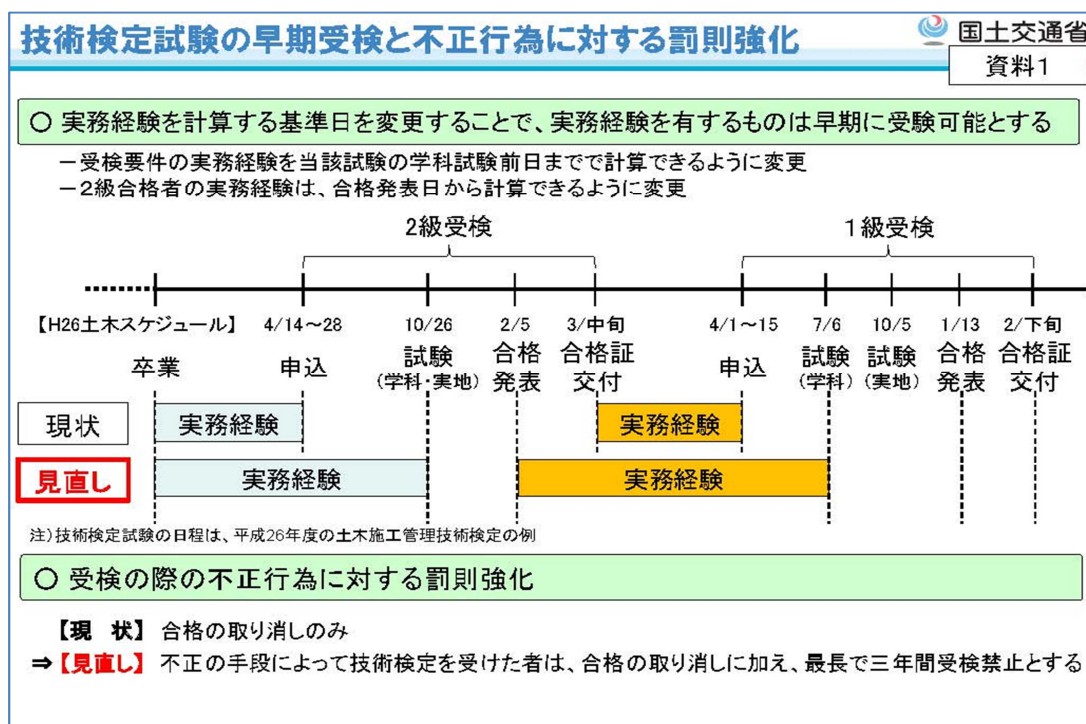 技術検定試験の早期受検と不正行為に対する罰則強化
国土交通省
資料１
○ 実務経験を計算する基準日を変更することで、実務経験を有するものは早期に受験可能とする
－受検要件の実務経験を当該試験の学科試験前日までで計算できるように変更
－２級合格者の実務経験は、合格発表日から計算できるように変更
2級受検
１級受検
【H26土木スケジュール】 4/14～28 10/26 2/5 3/中旬 4/1～15 7/6 10/5 1/13 2/下旬
卒業 申込 試験 合格 合格証 申込 試験 試験 合格 合格証
(学科・実地) 発表 交付 (学科) (実地) 発表 交付
現状 実務経験 実務経験
見直し 実務経験 実務経験
注)技術検定試験の日程は、平成26年度の土木施工管理技術検定の例
○ 受検の際の不正行為に対する罰則強化
【現　状】 合格の取り消しのみ
⇒【見直し】 不正の手段によって技術検定を受けた者は、合格の取り消しに加え、最長で三年間受検禁止とする